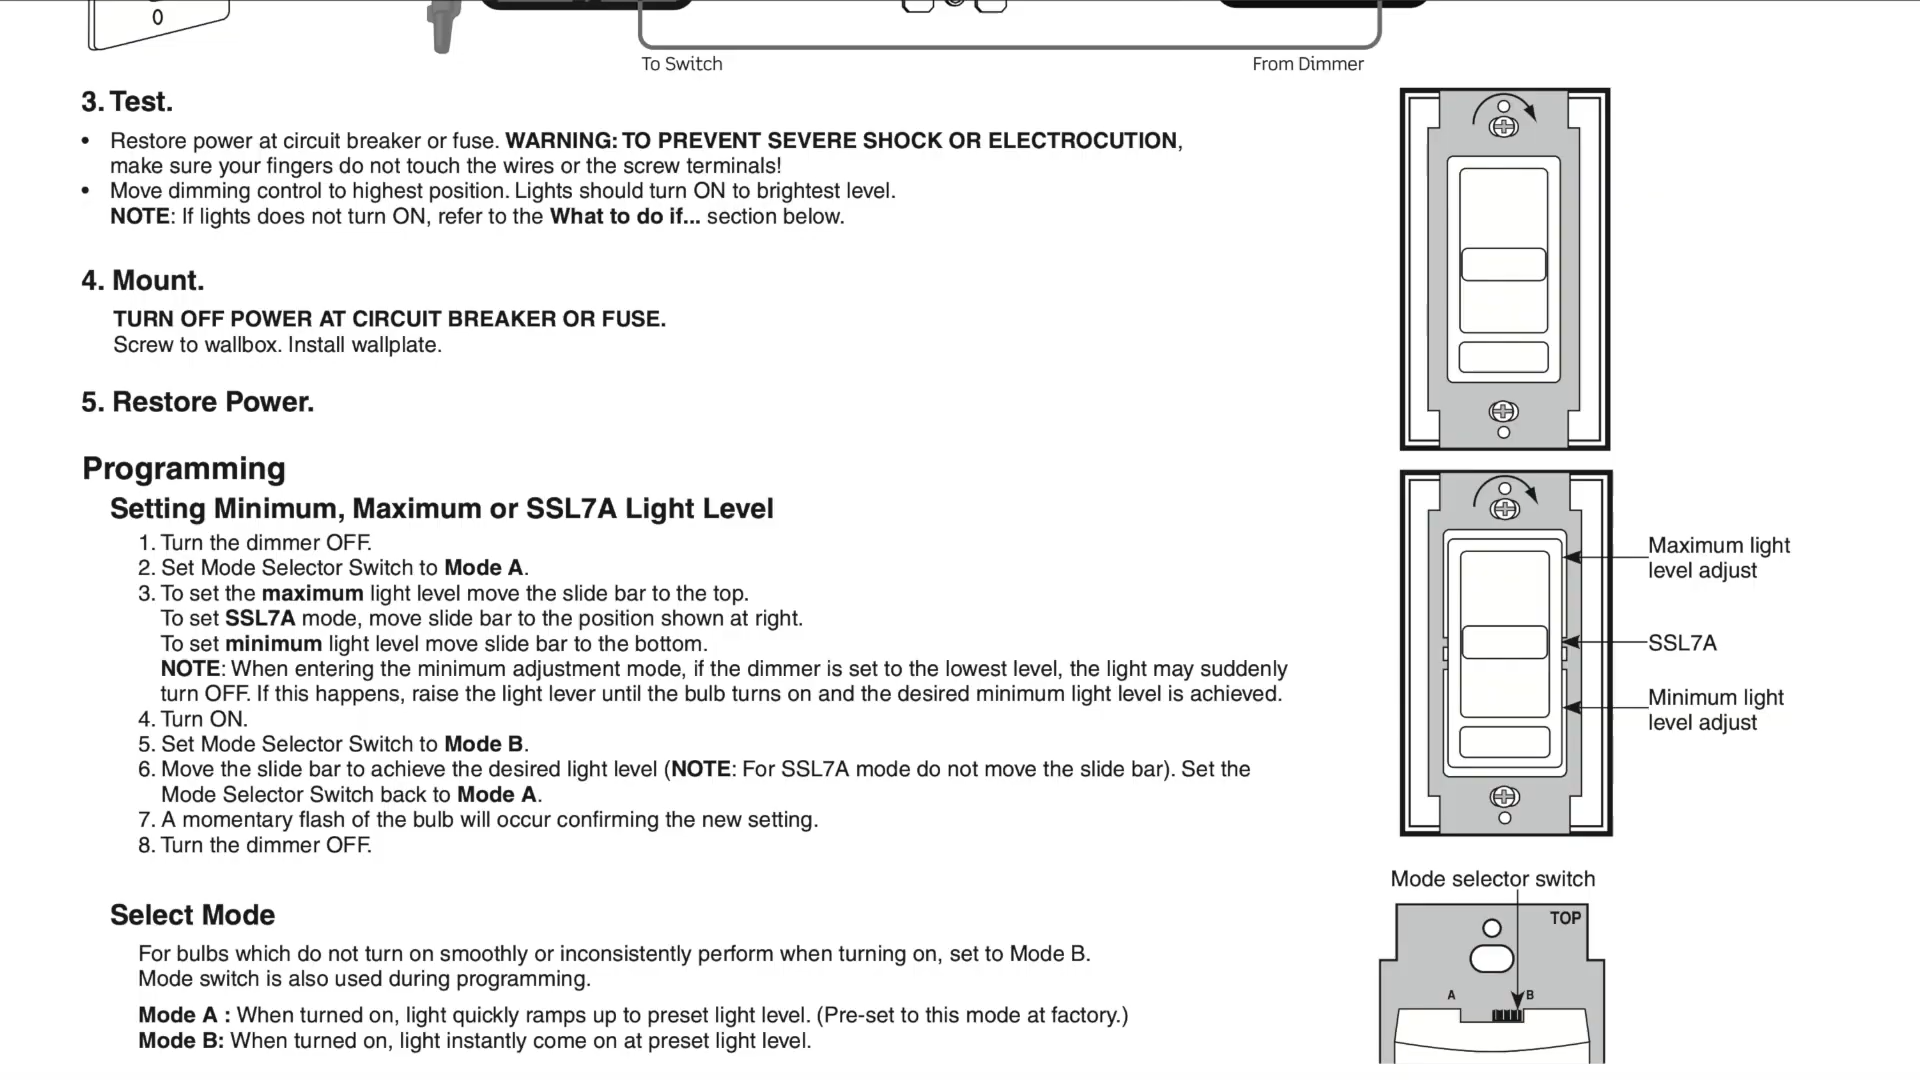 To Switch
From Dimmer
3. Test.
• Restore power at circuit breaker or fuse. WARNING: TO PREVENT SEVERE SHOCK OR ELECTROCUTION,
make sure your fingers do not touch the wires or the screw terminals!
• Move dimming control to highest position. Lights should turn ON to brightest level.
NOTE: If lights does not turn ON, refer to the What to do if... section below.
4. Mount.
TURN OFF POWER AT CIRCUIT BREAKER OR FUSE.
Screw to wallbox. Install wallplate.
5. Restore Power.
Programming
Setting Minimum, Maximum or SSL7A Light Level
1. Turn the dimmer OFF.
2. Set Mode Selector Switch to Mode A.
3. To set the maximum light level move the slide bar to the top.
To set SSL7A mode, move slide bar to the position shown at right.
To set minimum light level move slide bar to the bottom.
NOTE: When entering the minimum adjustment mode, if the dimmer is set to the lowest level, the light may suddenly
turn OFF. If this happens, raise the light lever until the bulb turns on and the desired minimum light level is achieved.
4. Turn ON.
5. Set Mode Selector Switch to Mode B.
6. Move the slide bar to achieve the desired light level (NOTE: For SSL7A mode do not move the slide bar). Set the
Mode Selector Switch back to Mode A.
7. A momentary flash of the bulb will occur confirming the new setting.
8. Turn the dimmer OFF.
Maximum light
level adjust
SSL7A
Minimum light
level adjust
Select Mode
For bulbs which do not turn on smoothly or inconsistently perform when turning on, set to Mode B.
Mode switch is also used during programming.
Mode A : When turned on, light quickly ramps up to preset light level. (Pre-set to this mode at factory.)
Mode B: When turned on, light instantly come on at preset light level.
Mode selector switch
TOP
A
B